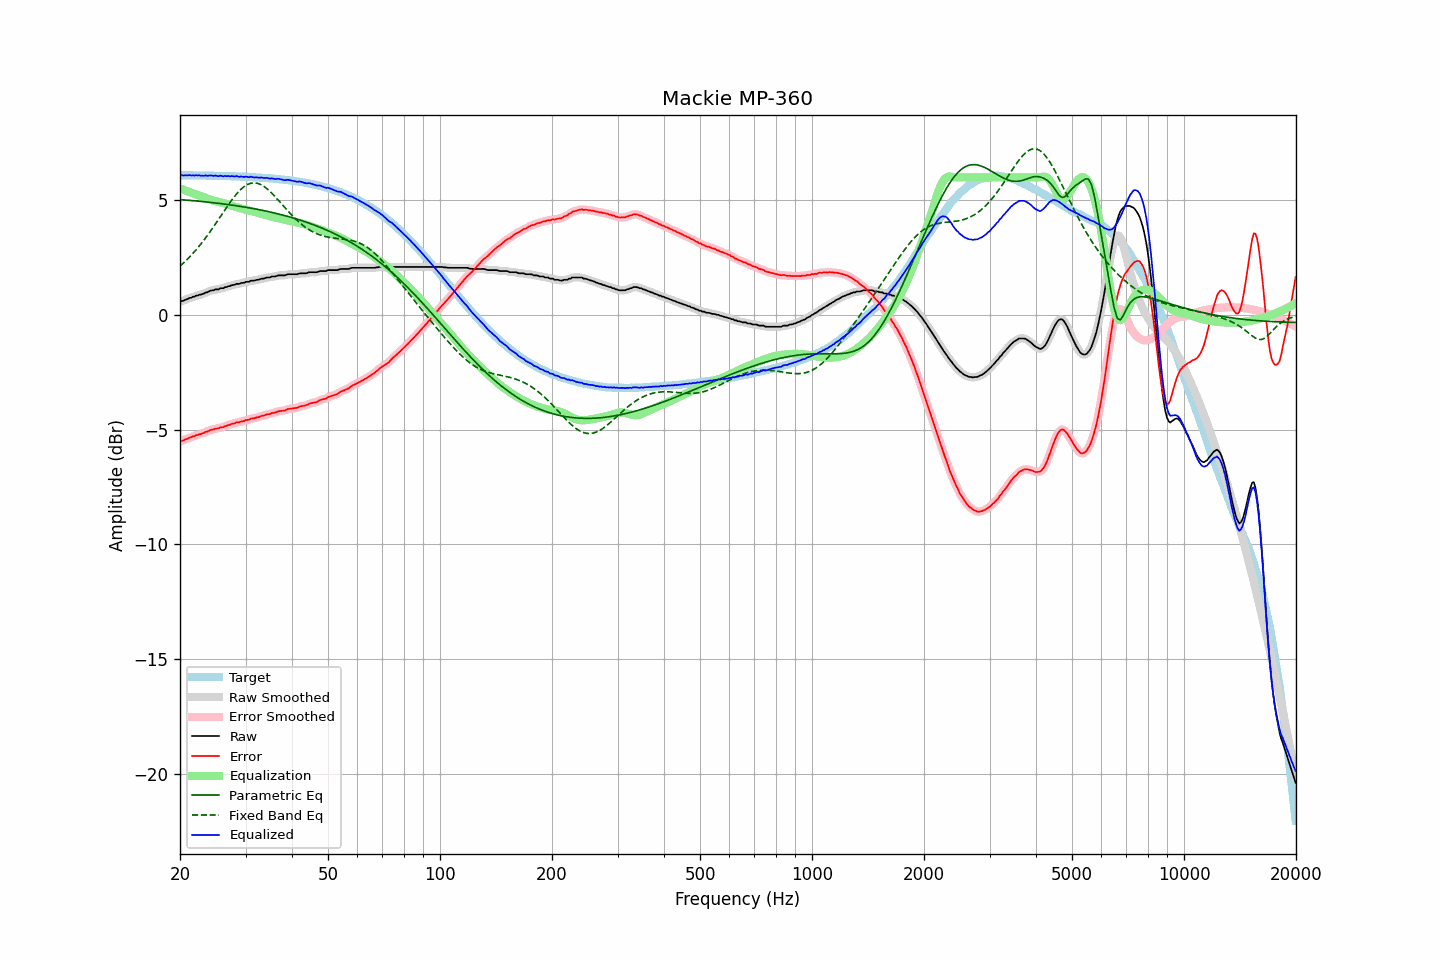 Mackie MP-360
Amplitude (dBr)
5
0
−5
−10
−15
−20
Target
Raw Smoothed
Error Smoothed
Raw
Error
Equalization
Parametric Eq
Fixed Band Eq
Equalized
20 50 100 200 500 1000 2000 5000 10000 20000
Frequency (Hz)